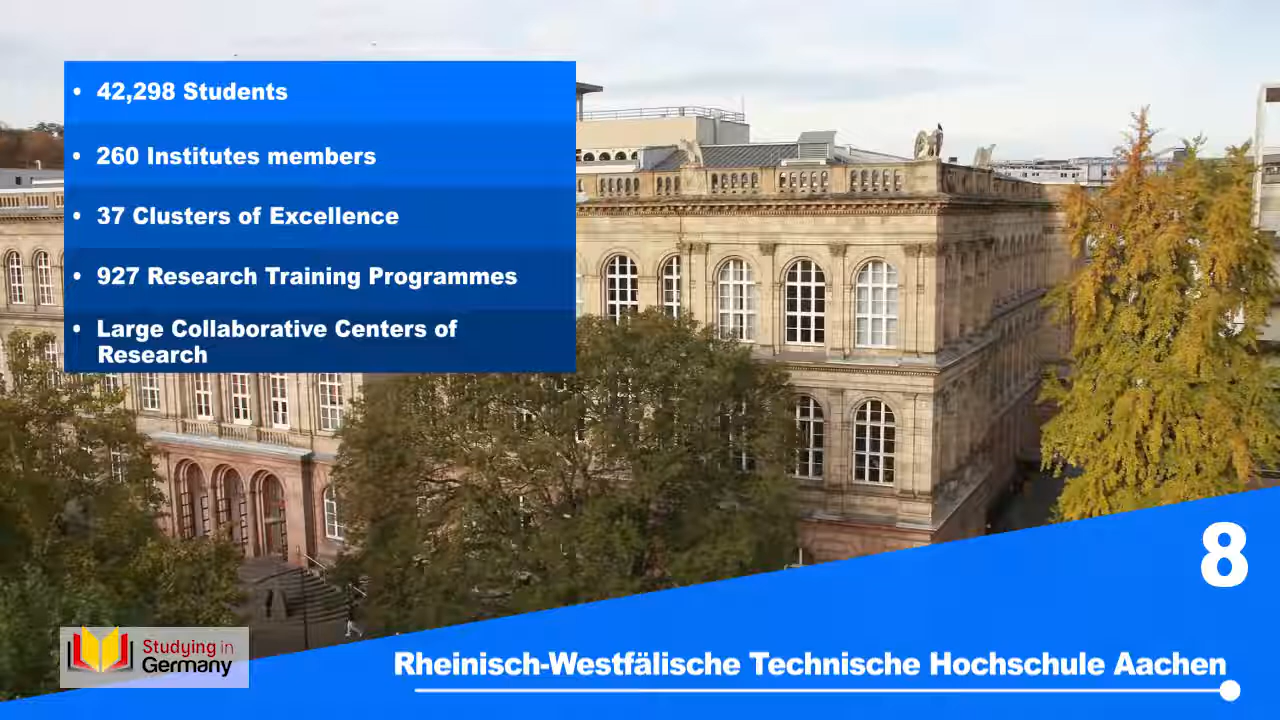 • 42,298 Students
• 260 Institutes members
• 37 Clusters of Excellence
• 927 Research Training Programmes
• Large Collaborative Centers of
Research
8
Studying in
Germany
Rheinisch-Westfälische Technische Hochschule Aachen